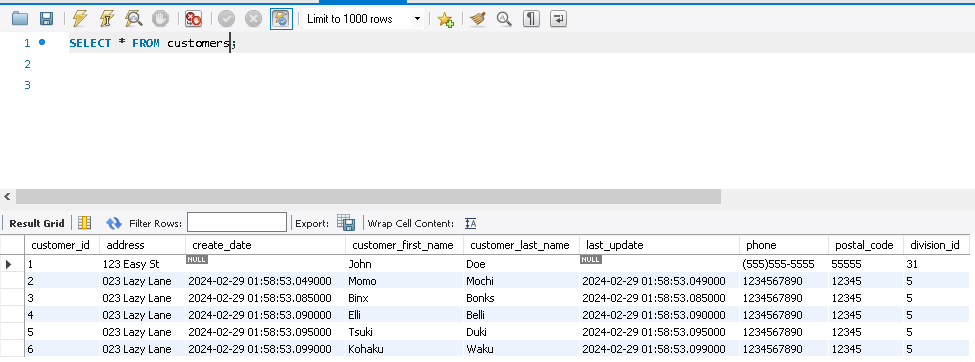 Limit to 1000 rows
1 SELECT * FROM customers;
2
3
Result Grid Filter Rows: Export: Wrap Cell Content:
customer_id address create_date customer_first_name customer_last_name last_update phone postal_code division_id
1 123 Easy St NULL John Doe NULL (555)555-5555 55555 31
2 023 Lazy Lane 2024-02-29 01:58:53.049000 Momo Mochi 2024-02-29 01:58:53.049000 1234567890 12345 5
3 023 Lazy Lane 2024-02-29 01:58:53.085000 Binx Bonks 2024-02-29 01:58:53.085000 1234567890 12345 5
4 023 Lazy Lane 2024-02-29 01:58:53.090000 Elli Belli 2024-02-29 01:58:53.090000 1234567890 12345 5
5 023 Lazy Lane 2024-02-29 01:58:53.095000 Tsuki Duki 2024-02-29 01:58:53.095000 1234567890 12345 5
6 023 Lazy Lane 2024-02-29 01:58:53.099000 Kohaku Waku 2024-02-29 01:58:53.099000 1234567890 12345 5